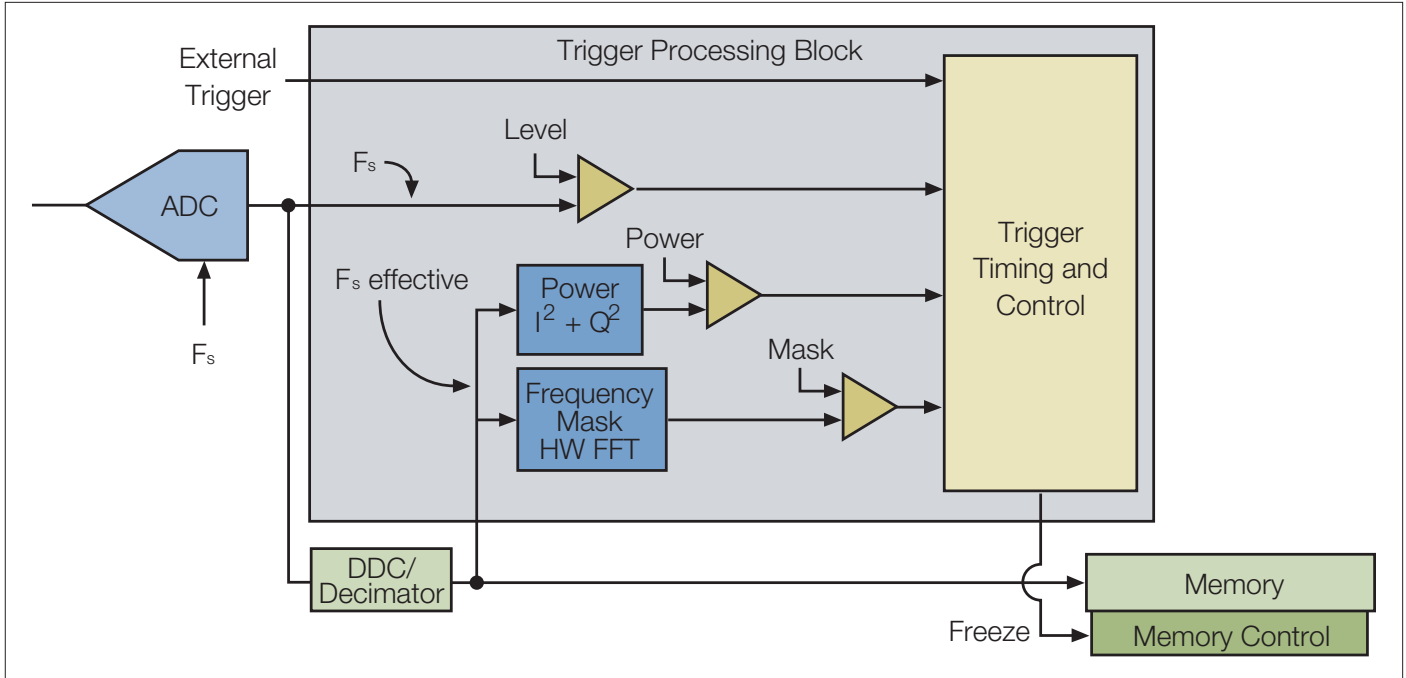 Trigger Processing Block
External
Trigger
Level
Fₛ
ADC
Power
Trigger
Timing and
Control
Fₛ effective
Power
I² + Q²
Fₛ
Mask
Frequency
Mask
HW FFT
DDC/
Decimator
Memory
Freeze
Memory Control